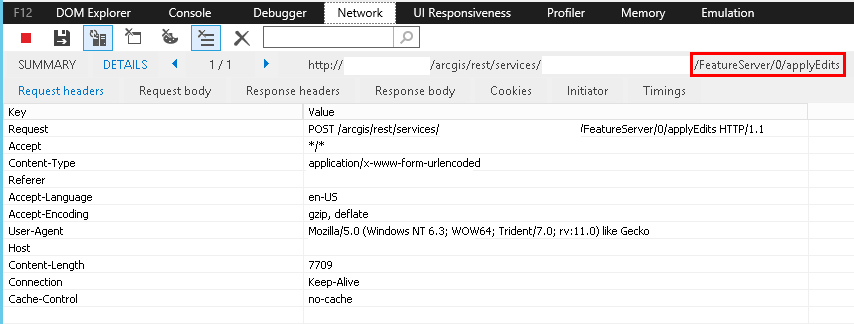 F12 DOM Explorer Console Debugger Network UI Responsiveness Profiler Memory Emulation
SUMMARY DETAILS 1 / 1 http:// /arcgis/rest/services/ /FeatureServer/0/applyEdits
Request headers Request body Response headers Response body Cookies Initiator Timings
Key Value
Request POST /arcgis/rest/services/ /FeatureServer/0/applyEdits HTTP/1.1
Accept */*
Content-Type application/x-www-form-urlencoded
Referer
Accept-Language en-US
Accept-Encoding gzip, deflate
User-Agent Mozilla/5.0 (Windows NT 6.3; WOW64; Trident/7.0; rv:11.0) like Gecko
Host
Content-Length 7709
Connection Keep-Alive
Cache-Control no-cache